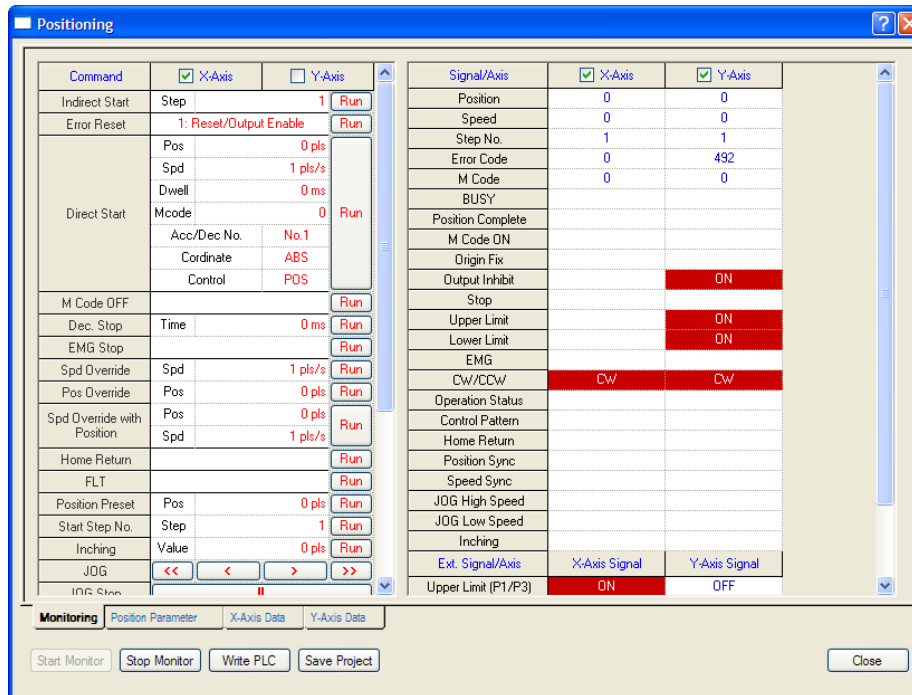 Positioning
Command X-Axis Y-Axis
Indirect Start Step 1 Run
Error Reset 1: Reset/Output Enable Run
Direct Start Pos 0 pls Run
Spd 1 pls/s
Dwell 0 ms
Mcode 0
Acc/Dec No. No.1
Cordinate ABS
Control POS
M Code OFF Run
Dec. Stop Time 0 ms Run
EMG Stop Run
Spd Override Spd 1 pls/s Run
Pos Override Pos 0 pls Run
Spd Override with Position Pos 0 pls Run
Spd 1 pls/s
Home Return Run
FLT Run
Position Preset Pos 0 pls Run
Start Step No. Step 1 Run
Inching Value 0 pls Run
JOG << < > >>
JOG Stop II
Signal/Axis X-Axis Y-Axis
Position 0 0
Speed 0 0
Step No. 1 1
Error Code 0 492
M Code 0 0
BUSY
Position Complete
M Code ON
Origin Fix
Output Inhibit ON
Stop
Upper Limit ON
Lower Limit ON
EMG
CW/CCW CW CW
Operation Status
Control Pattern
Home Return
Position Sync
Speed Sync
JOG High Speed
JOG Low Speed
Inching
Ext. Signal/Axis X-Axis Signal Y-Axis Signal
Upper Limit (P1/P3) ON OFF
Monitoring Position Parameter X-Axis Data Y-Axis Data
Start Monitor Stop Monitor Write PLC Save Project Close